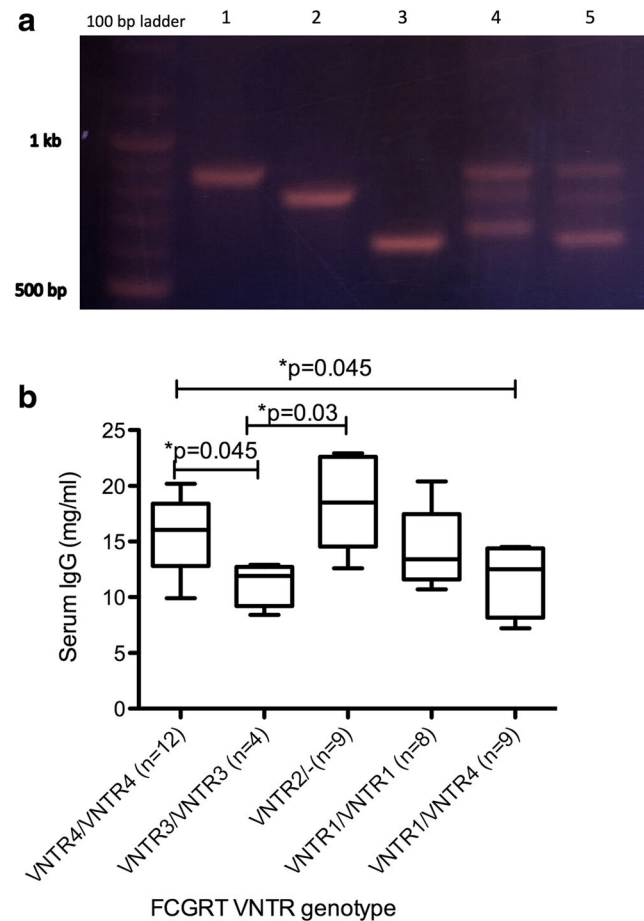 a
100 bp ladder 1 2 3 4 5
1 kb
500 bp
b
*p=0.045
*p=0.03
*p=0.045
25
20
15
10
5
0
Serum IgG (mg/ml)
VNTR4/VNTR4 (n=12)
VNTR3/VNTR3 (n=4)
VNTR2/-(n=9)
VNTR1/VNTR1 (n=8)
VNTR1/VNTR4 (n=9)
FCGRT VNTR genotype